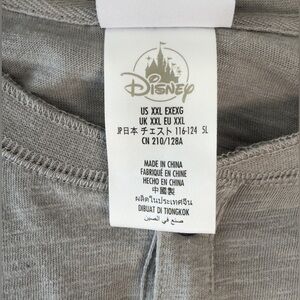 Disney
US XXL EXEXG
UK XXL EU XXL
JP日本 チェスト 116-124 5L
CN 210/128A
MADE IN CHINA
FABRIQUÉ EN CHINE
HECHO EN CHINA
中國製
ผลิตในประเทศจีน
DIBUAT DI TIONGKOK
صنع في الصين